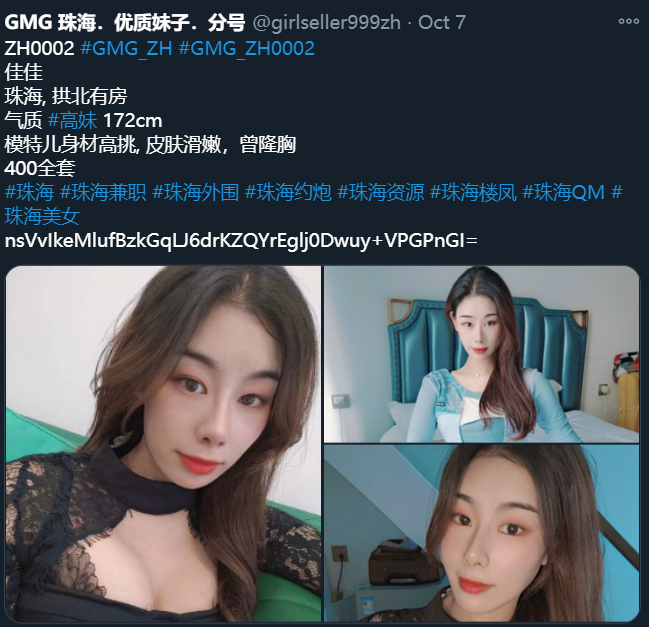 GMG 珠海．优质妹子．分号 @girlseller999zh · Oct 7
ZH0002 #GMG_ZH #GMG_ZH0002
佳佳
珠海, 拱北有房
气质 #高妹 172cm
模特儿身材高挑, 皮肤滑嫩，曾隆胸
400全套
#珠海 #珠海兼职 #珠海外围 #珠海约炮 #珠海资源 #珠海楼凤 #珠海QM #
珠海美女
nsVvIkeMlufBzkGqLJ6drKZQYrEglj0Dwuy+VPGPnGI=